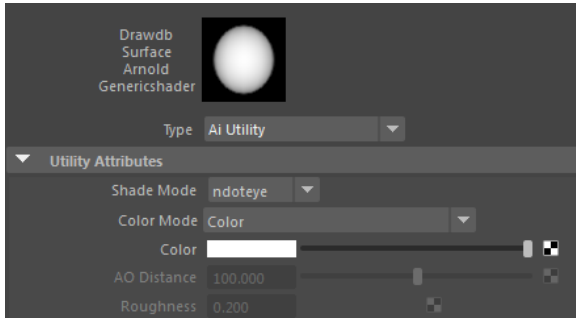 Drawdb
Surface
Arnold
Genericshader
Type Ai Utility
Utility Attributes
Shade Mode ndoteye
Color Mode Color
Color
AO Distance 100.000
Roughness 0.200